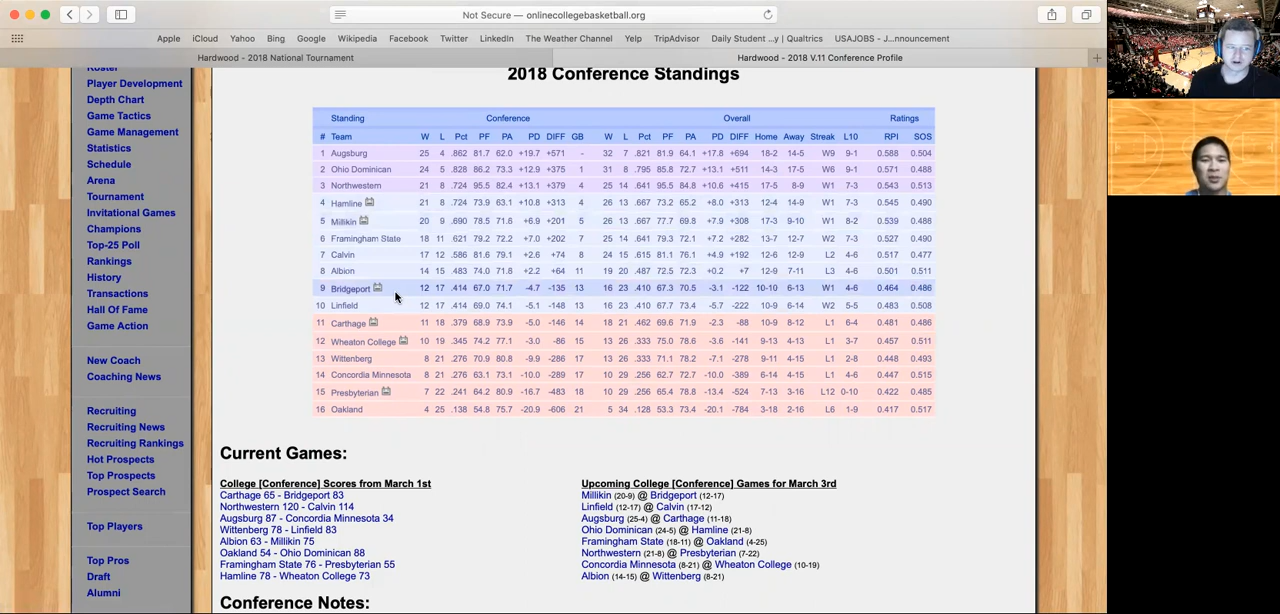 Not Secure — onlinecollegebasketball.org
Apple iCloud Yahoo Bing Google Wikipedia Facebook Twitter LinkedIn The Weather Channel Yelp TripAdvisor Daily Student ...y | Qualtrics USAJOBS - J...nnouncement
Hardwood - 2018 National Tournament Hardwood - 2018 V.11 Conference Profile
Roster
Player Development
Depth Chart
Game Tactics
Game Management
Statistics
Schedule
Arena
Tournament
Invitational Games
Champions
Top-25 Poll
Rankings
History
Transactions
Hall Of Fame
Game Action
New Coach
Coaching News
Recruiting
Recruiting News
Recruiting Rankings
Hot Prospects
Top Prospects
Prospect Search
Top Players
Top Pros
Draft
Alumni
2018 Conference Standings
Standing Conference Overall Ratings
# Team W L Pct PF PA PD DIFF GB W L Pct PF PA PD DIFF Home Away Streak L10 RPI SOS
1 Augsburg 25 4 .862 81.7 62.0 +19.7 +571 - 32 7 .821 81.9 64.1 +17.8 +694 18-2 14-5 W9 9-1 0.588 0.504
2 Ohio Dominican 24 5 .828 86.2 73.2 +12.9 +375 1 31 8 .795 85.8 72.7 +13.1 +511 14-3 17-5 W6 9-1 0.571 0.488
3 Northwestern 21 8 .724 95.5 82.4 +13.1 +379 4 25 14 .641 95.5 84.8 +10.6 +415 17-5 8-9 W1 7-3 0.543 0.513
4 Hamline 21 8 .724 73.9 63.1 +10.8 +313 4 26 13 .667 73.2 65.2 +8.0 +313 12-4 14-9 W1 7-3 0.545 0.490
5 Millikin 20 9 .690 78.5 71.6 +6.9 +201 5 26 13 .667 77.7 69.8 +7.9 +308 17-3 9-10 W1 8-2 0.539 0.488
6 Framingham State 18 11 .621 79.2 72.2 +7.0 +202 7 25 14 .641 79.3 72.1 +7.2 +282 13-7 12-7 W2 7-3 0.527 0.490
7 Calvin 17 12 .586 81.6 79.1 +2.6 +74 8 24 15 .615 81.1 76.1 +4.9 +192 12-6 12-8 L2 4-6 0.517 0.477
8 Albion 14 15 .483 74.0 71.8 +2.2 +64 11 19 20 .487 72.5 72.3 +0.2 +7 12-9 7-11 L3 4-6 0.501 0.511
9 Bridgeport 12 17 .414 67.0 71.7 -4.7 -135 13 16 23 .410 67.3 70.5 -3.1 -122 10-10 6-13 W1 4-6 0.464 0.486
10 Linfield 12 17 .414 69.0 74.1 -5.1 -148 13 16 23 .410 67.0 72.6 -5.7 -222 10-9 6-14 W2 5-5 0.483 0.508
11 Carthage 11 18 .379 68.9 73.9 -5.0 -146 14 18 21 .462 69.6 71.9 -2.3 -88 10-9 8-12 L1 6-4 0.481 0.486
12 Wheaton College 10 19 .345 74.2 77.1 -3.0 -86 15 13 26 .333 75.0 78.6 -3.6 -141 9-13 4-13 L1 3-7 0.457 0.511
13 Wittenberg 8 21 .276 70.9 80.8 -9.9 -286 17 13 26 .333 71.1 78.2 -7.1 -278 9-11 4-15 L1 2-8 0.448 0.493
14 Concordia Minnesota 8 21 .276 63.1 73.1 -10.0 -289 17 10 29 .256 62.7 72.7 -10.0 -389 6-14 4-15 L1 4-6 0.447 0.515
15 Presbyterian 7 22 .241 64.2 80.9 -16.7 -483 18 10 29 .256 65.4 78.8 -13.4 -524 7-13 3-16 L12 0-10 0.422 0.485
16 Oakland 4 25 .138 54.8 75.7 -20.9 -606 21 5 34 .128 53.3 73.4 -20.1 -784 3-18 2-16 L6 1-9 0.417 0.517
Current Games:
College [Conference] Scores from March 1st
Carthage 65 - Bridgeport 83
Northwestern 120 - Calvin 114
Augsburg 87 - Concordia Minnesota 34
Wittenberg 78 - Linfield 83
Albion 63 - Millikin 75
Oakland 54 - Ohio Dominican 88
Framingham State 76 - Presbyterian 55
Hamline 78 - Wheaton College 73
Upcoming College [Conference] Games for March 3rd
Millikin (20-9) @ Bridgeport (12-17)
Linfield (12-17) @ Calvin (17-12)
Augsburg (25-4) @ Carthage (11-18)
Ohio Dominican (24-5) @ Hamline (21-8)
Framingham State (18-11) @ Oakland (4-25)
Northwestern (21-8) @ Presbyterian (7-22)
Concordia Minnesota (8-21) @ Wheaton College (10-19)
Albion (14-15) @ Wittenberg (8-21)
Conference Notes: